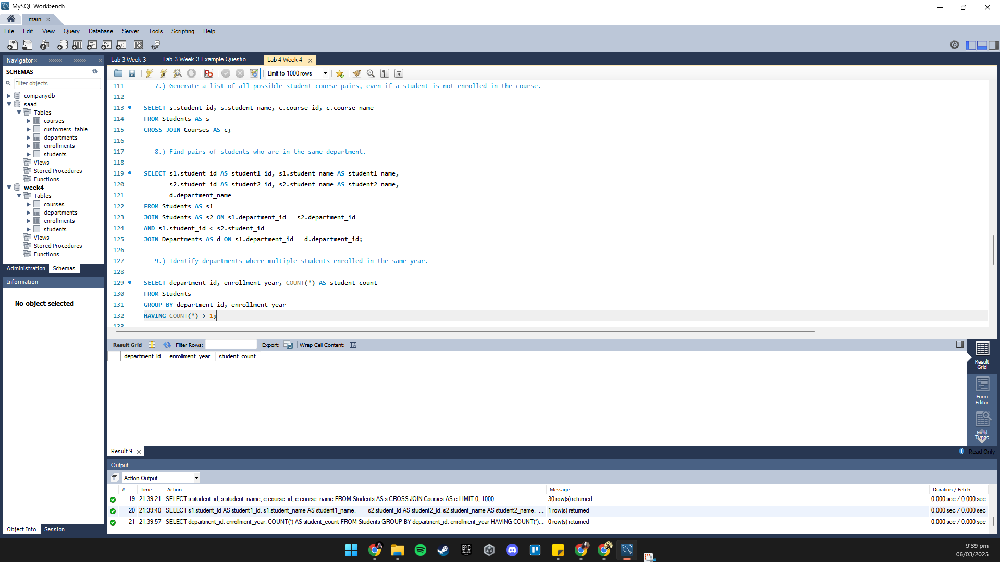 MySQL Workbench
main
File Edit View Query Database Server Tools Scripting Help
Navigator
SCHEMAS
Filter objects
companydb
saad
Tables
courses
customers_table
departments
enrollments
students
Views
Stored Procedures
Functions
week4
Tables
courses
departments
enrollments
students
Views
Stored Procedures
Functions
Administration Schemas
Information
No object selected
Object Info Session
Lab 3 Week 3 Lab 3 Week 3 Example Questio... Lab 4 Week 4
Limit to 1000 rows
111 -- 7.) Generate a list of all possible student-course pairs, even if a student is not enrolled in the course.
112
113 SELECT s.student_id, s.student_name, c.course_id, c.course_name
114 FROM Students AS s
115 CROSS JOIN Courses AS c;
116
117 -- 8.) Find pairs of students who are in the same department.
118
119 SELECT s1.student_id AS student1_id, s1.student_name AS student1_name,
120 s2.student_id AS student2_id, s2.student_name AS student2_name,
121 d.department_name
122 FROM Students AS s1
123 JOIN Students AS s2 ON s1.department_id = s2.department_id
124 AND s1.student_id < s2.student_id
125 JOIN Departments AS d ON s1.department_id = d.department_id;
126
127 -- 9.) Identify departments where multiple students enrolled in the same year.
128
129 SELECT department_id, enrollment_year, COUNT(*) AS student_count
130 FROM Students
131 GROUP BY department_id, enrollment_year
132 HAVING COUNT(*) > 1;
133
Result Grid Filter Rows: Export: Wrap Cell Content:
department_id enrollment_year student_count
Result Grid
Form Editor
Field Types
Result 9
Read Only
Output
Action Output
# Time Action Message Duration / Fetch
19 21:39:21 SELECT s.student_id, s.student_name, c.course_id, c.course_name FROM Students AS s CROSS JOIN Courses AS c LIMIT 0, 1000 30 row(s) returned 0.000 sec / 0.000 sec
20 21:39:40 SELECT s1.student_id AS student1_id, s1.student_name AS student1_name, s2.student_id AS student2_id, s2.student_name AS student2_name, ... 1 row(s) returned 0.000 sec / 0.000 sec
21 21:39:57 SELECT department_id, enrollment_year, COUNT(*) AS student_count FROM Students GROUP BY department_id, enrollment_year HAVING COUNT(*)... 0 row(s) returned 0.000 sec / 0.000 sec
EPIC GAMES
9:39 pm
06/03/2025